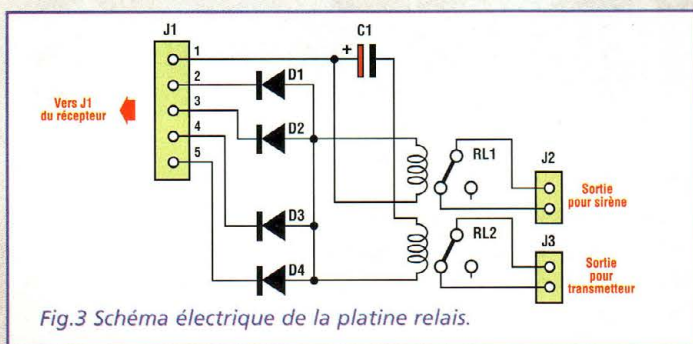 J1
1
2
3
4
5
Vers J1
du récepteur
D1
D2
D3
D4
+
C1
RL1
RL2
J2
Sortie
pour sirène
J3
Sortie
pour
transmetteur
Fig.3 Schéma électrique de la platine relais.